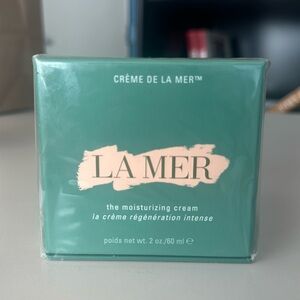 CRÈME DE LA MER™
LA MER
the moisturizing cream
la crème régénération intense
poids net wt. 2 oz./60 ml ℮